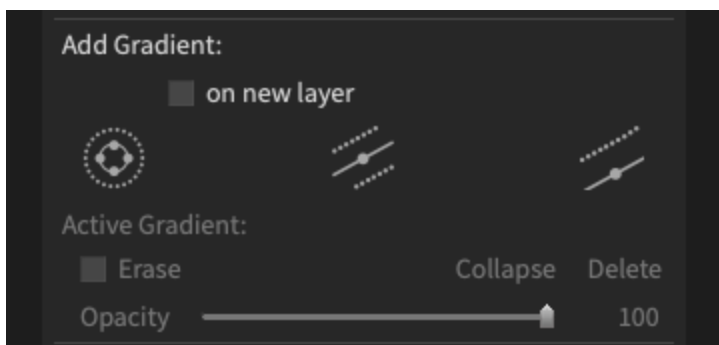 Add Gradient:
on new layer
Active Gradient:
Erase Collapse Delete
Opacity 100